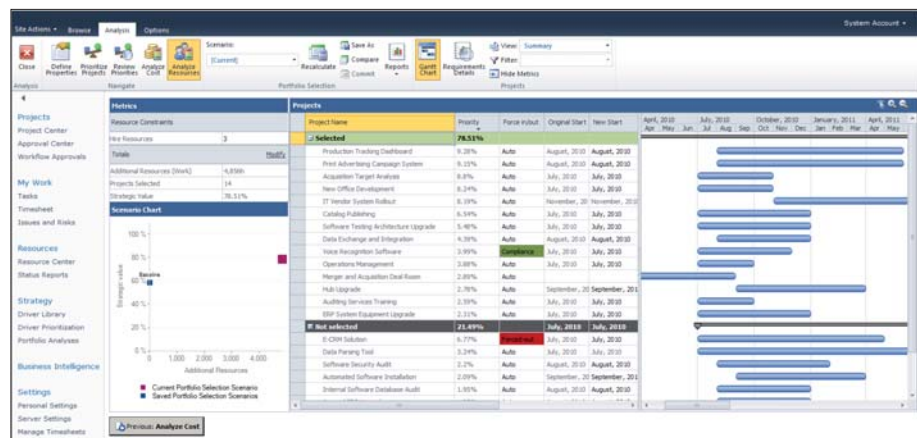 System Account
Site Actions Browse Analysis Options
Close
Define Properties
Prioritize Projects
Review Priorities
Analyze Cost
Analyze Resources
Scenario:
[Current]
Recalculate
Save As
Compare
Commit
Reports
Gantt Chart
Requirements Details
View: Summary
Filter:
Hide Metrics
Analysis Navigate Portfolio Selection Projects
Projects
Project Center
Approval Center
Workflow Approvals
My Work
Tasks
Timesheet
Issues and Risks
Resources
Resource Center
Status Reports
Strategy
Driver Library
Driver Prioritization
Portfolio Analyses
Business Intelligence
Settings
Personal Settings
Server Settings
Manage Timesheets
Metrics
Resource Constraints
Hire Resources 3
Totals Modify
Additional Resources (Work)
Projects Selected 14
Strategic Value 78.51%
Scenario Chart
100 %
80 %
60 %
40 %
20 %
0 %
Strategic value
Baseline
0 1,000 2,000 3,000 4,000
Additional Resources
Current Portfolio Selection Scenario
Saved Portfolio Selection Scenarios
Previous: Analyze Cost
Projects
Project Name Priority Force in/out Original Start New Start
Selected 78.51%
Production Tracking Dashboard 9.28% Auto August, 2010 August, 2010
Print Advertising Campaign System 9.15% Auto August, 2010 August, 2010
Acquisition Target Analysis 8.8% Auto July, 2010 July, 2010
New Office Development 8.24% Auto July, 2010 July, 2010
IT Vendor System Rollout 8.19% Auto November, 20 November, 201
Catalog Publishing 6.54% Auto July, 2010 July, 2010
Software Testing Architecture Upgrade 5.48% Auto July, 2010 July, 2010
Data Exchange and Integration 4.39% Auto August, 2010 August, 2010
Voice Recognition Software 3.99% Compliance July, 2010 July, 2010
Operations Management 3.88% Auto July, 2010 July, 2010
Merger and Acquisition Deal Room 2.89% Auto
Hub Upgrade 2.78% Auto September, 20 September, 201
Auditing Services Training 2.59% Auto July, 2010 July, 2010
ERP System Equipment Upgrade 2.31% Auto July, 2010 July, 2010
Not selected 21.49% July, 2010 July, 2010
E-CRM Solution 6.77% Forced-out July, 2010 July, 2010
Data Parsing Tool 3.24% Auto July, 2010 July, 2010
Software Security Audit 2.2% Auto August, 2010 August, 2010
Automated Software Installation 2.09% Auto September, 20 September, 201
Internal Software Database Audit 1.95% Auto August, 2010 August, 2010
April, 2010 July, 2010 October, 2010 January, 2011 April, 2011
Apr May Jun Jul Aug Sep Oct Nov Dec Jan Feb Mar Apr May